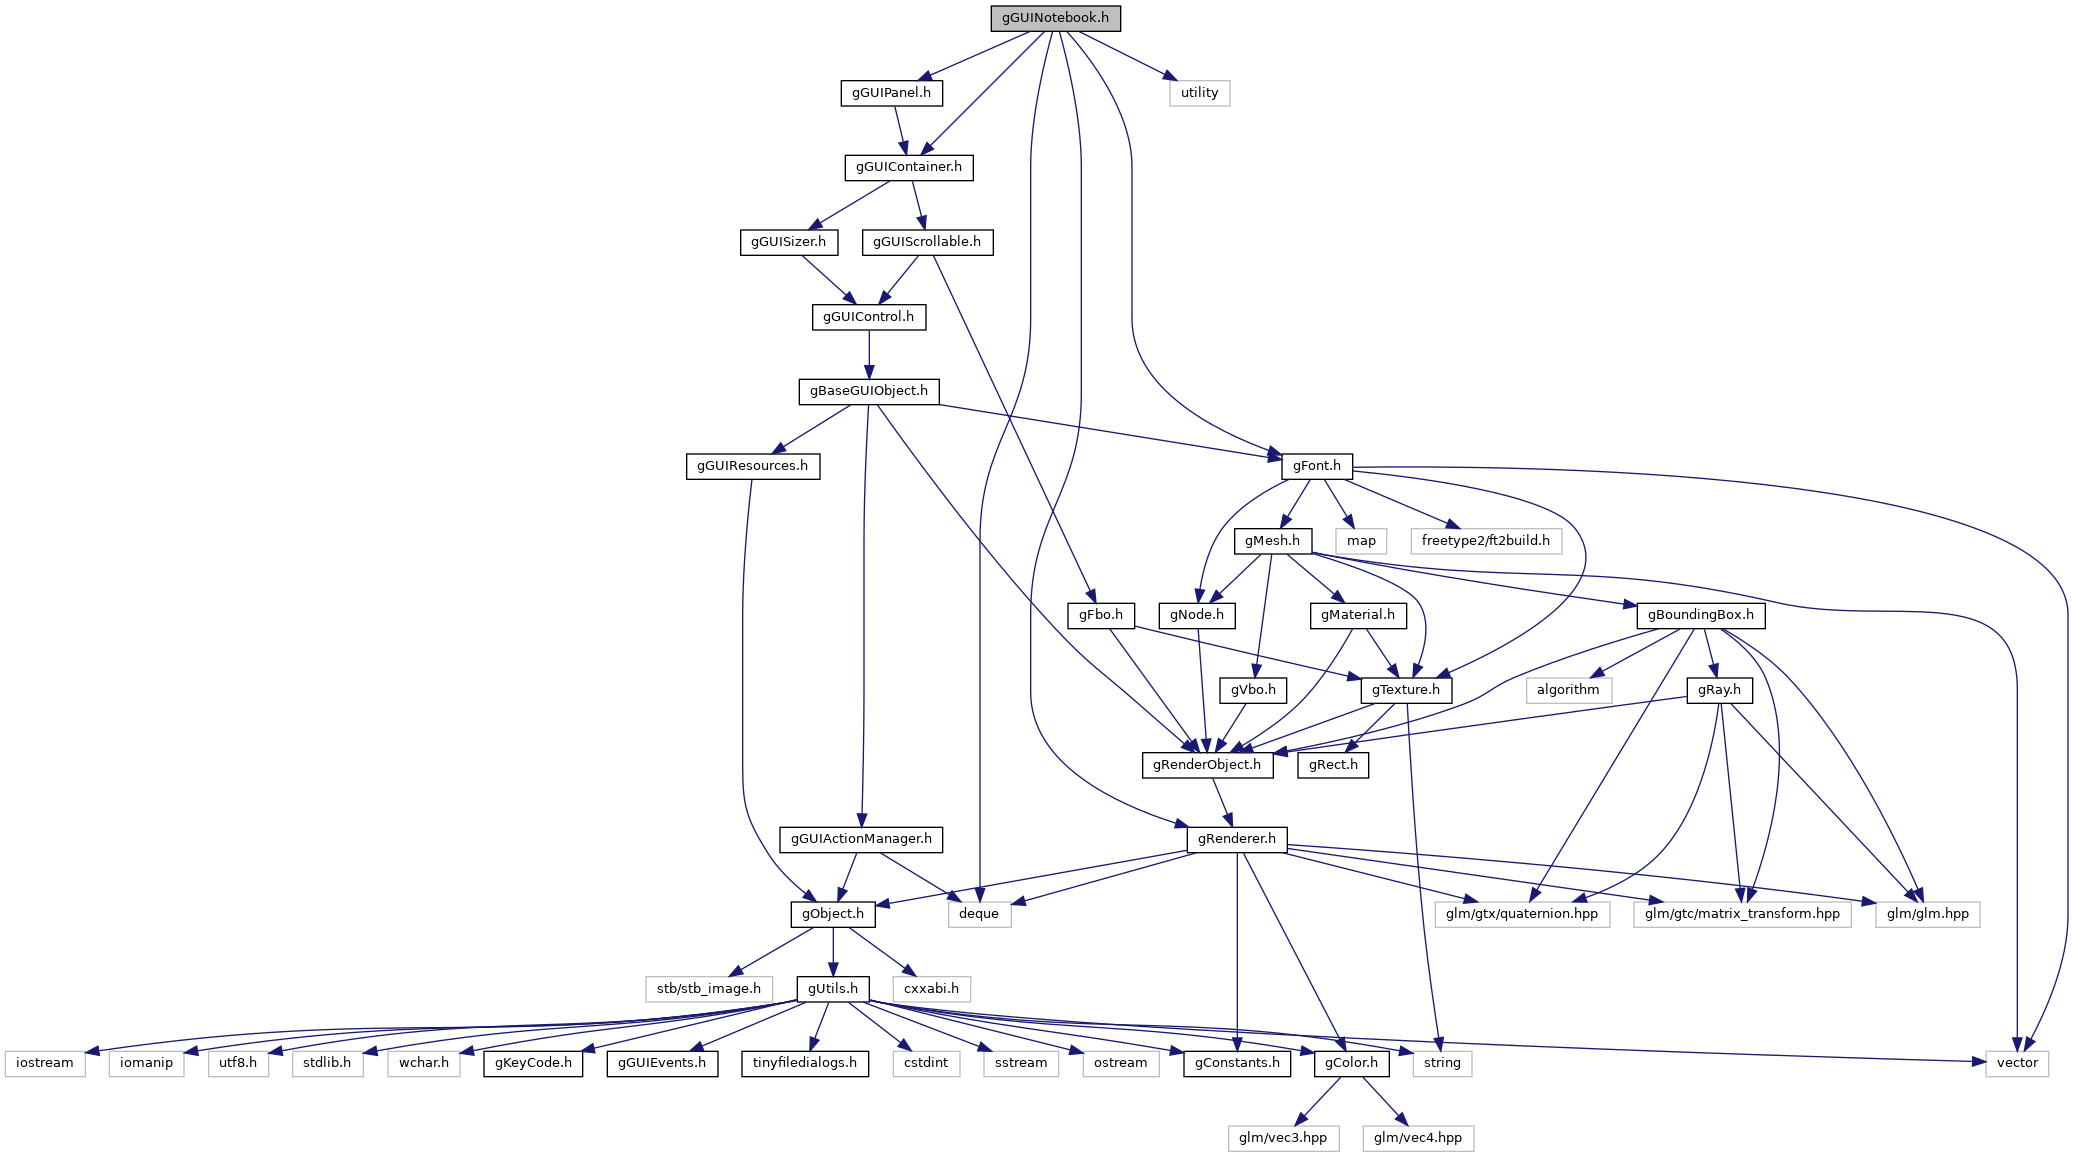 gGUINotebook.h
gGUIPanel.h
utility
gGUIContainer.h
gGUISizer.h
gGUIScrollable.h
gGUIControl.h
gBaseGUIObject.h
gGUIResources.h
gFont.h
gMesh.h
map
freetype2/ft2build.h
gFbo.h
gNode.h
gMaterial.h
gBoundingBox.h
gVbo.h
gTexture.h
algorithm
gRay.h
gRenderObject.h
gRect.h
gGUIActionManager.h
gRenderer.h
gObject.h
deque
glm/gtx/quaternion.hpp
glm/gtc/matrix_transform.hpp
glm/glm.hpp
stb/stb_image.h
gUtils.h
cxxabi.h
iostream
iomanip
utf8.h
stdlib.h
wchar.h
gKeyCode.h
gGUIEvents.h
tinyfiledialogs.h
cstdint
sstream
ostream
gConstants.h
gColor.h
string
vector
glm/vec3.hpp
glm/vec4.hpp